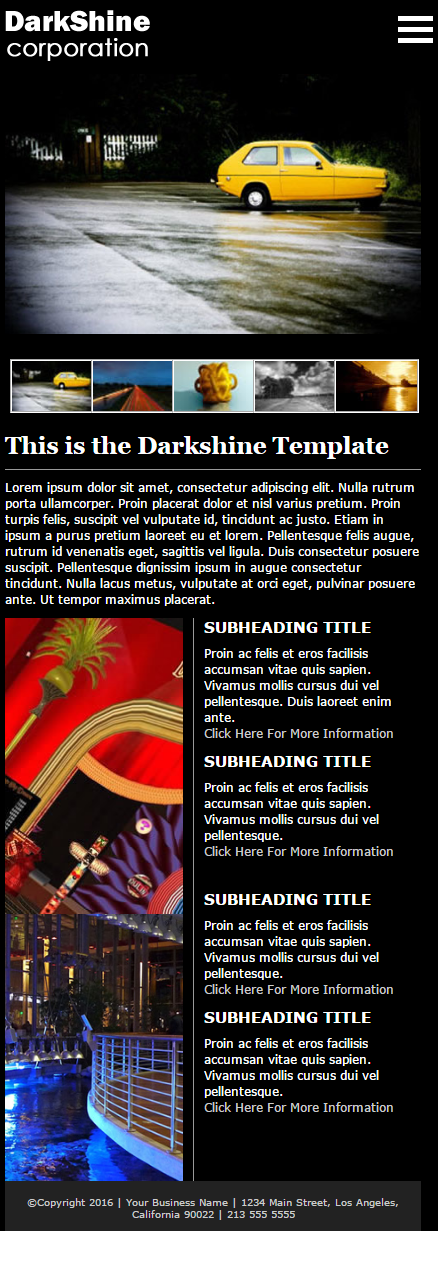 DarkShine
corporation
This is the Darkshine Template
Lorem ipsum dolor sit amet, consectetur adipiscing elit. Nulla rutrum
porta ullamcorper. Proin placerat dolor et nisl varius pretium. Proin
turpis felis, suscipit vel vulputate id, tincidunt ac justo. Etiam in
ipsum a purus pretium laoreet eu et lorem. Pellentesque felis augue,
rutrum id venenatis eget, sagittis vel ligula. Duis consectetur posuere
suscipit. Pellentesque dignissim ipsum in augue consectetur
tincidunt. Nulla lacus metus, vulputate at orci eget, pulvinar posuere
ante. Ut tempor maximus placerat.
SUBHEADING TITLE
Proin ac felis et eros facilisis
accumsan vitae quis sapien.
Vivamus mollis cursus dui vel
pellentesque. Duis laoreet enim
ante.
Click Here For More Information
SUBHEADING TITLE
Proin ac felis et eros facilisis
accumsan vitae quis sapien.
Vivamus mollis cursus dui vel
pellentesque.
Click Here For More Information
SUBHEADING TITLE
Proin ac felis et eros facilisis
accumsan vitae quis sapien.
Vivamus mollis cursus dui vel
pellentesque.
Click Here For More Information
SUBHEADING TITLE
Proin ac felis et eros facilisis
accumsan vitae quis sapien.
Vivamus mollis cursus dui vel
pellentesque.
Click Here For More Information
©Copyright 2016 | Your Business Name | 1234 Main Street, Los Angeles,
California 90022 | 213 555 5555